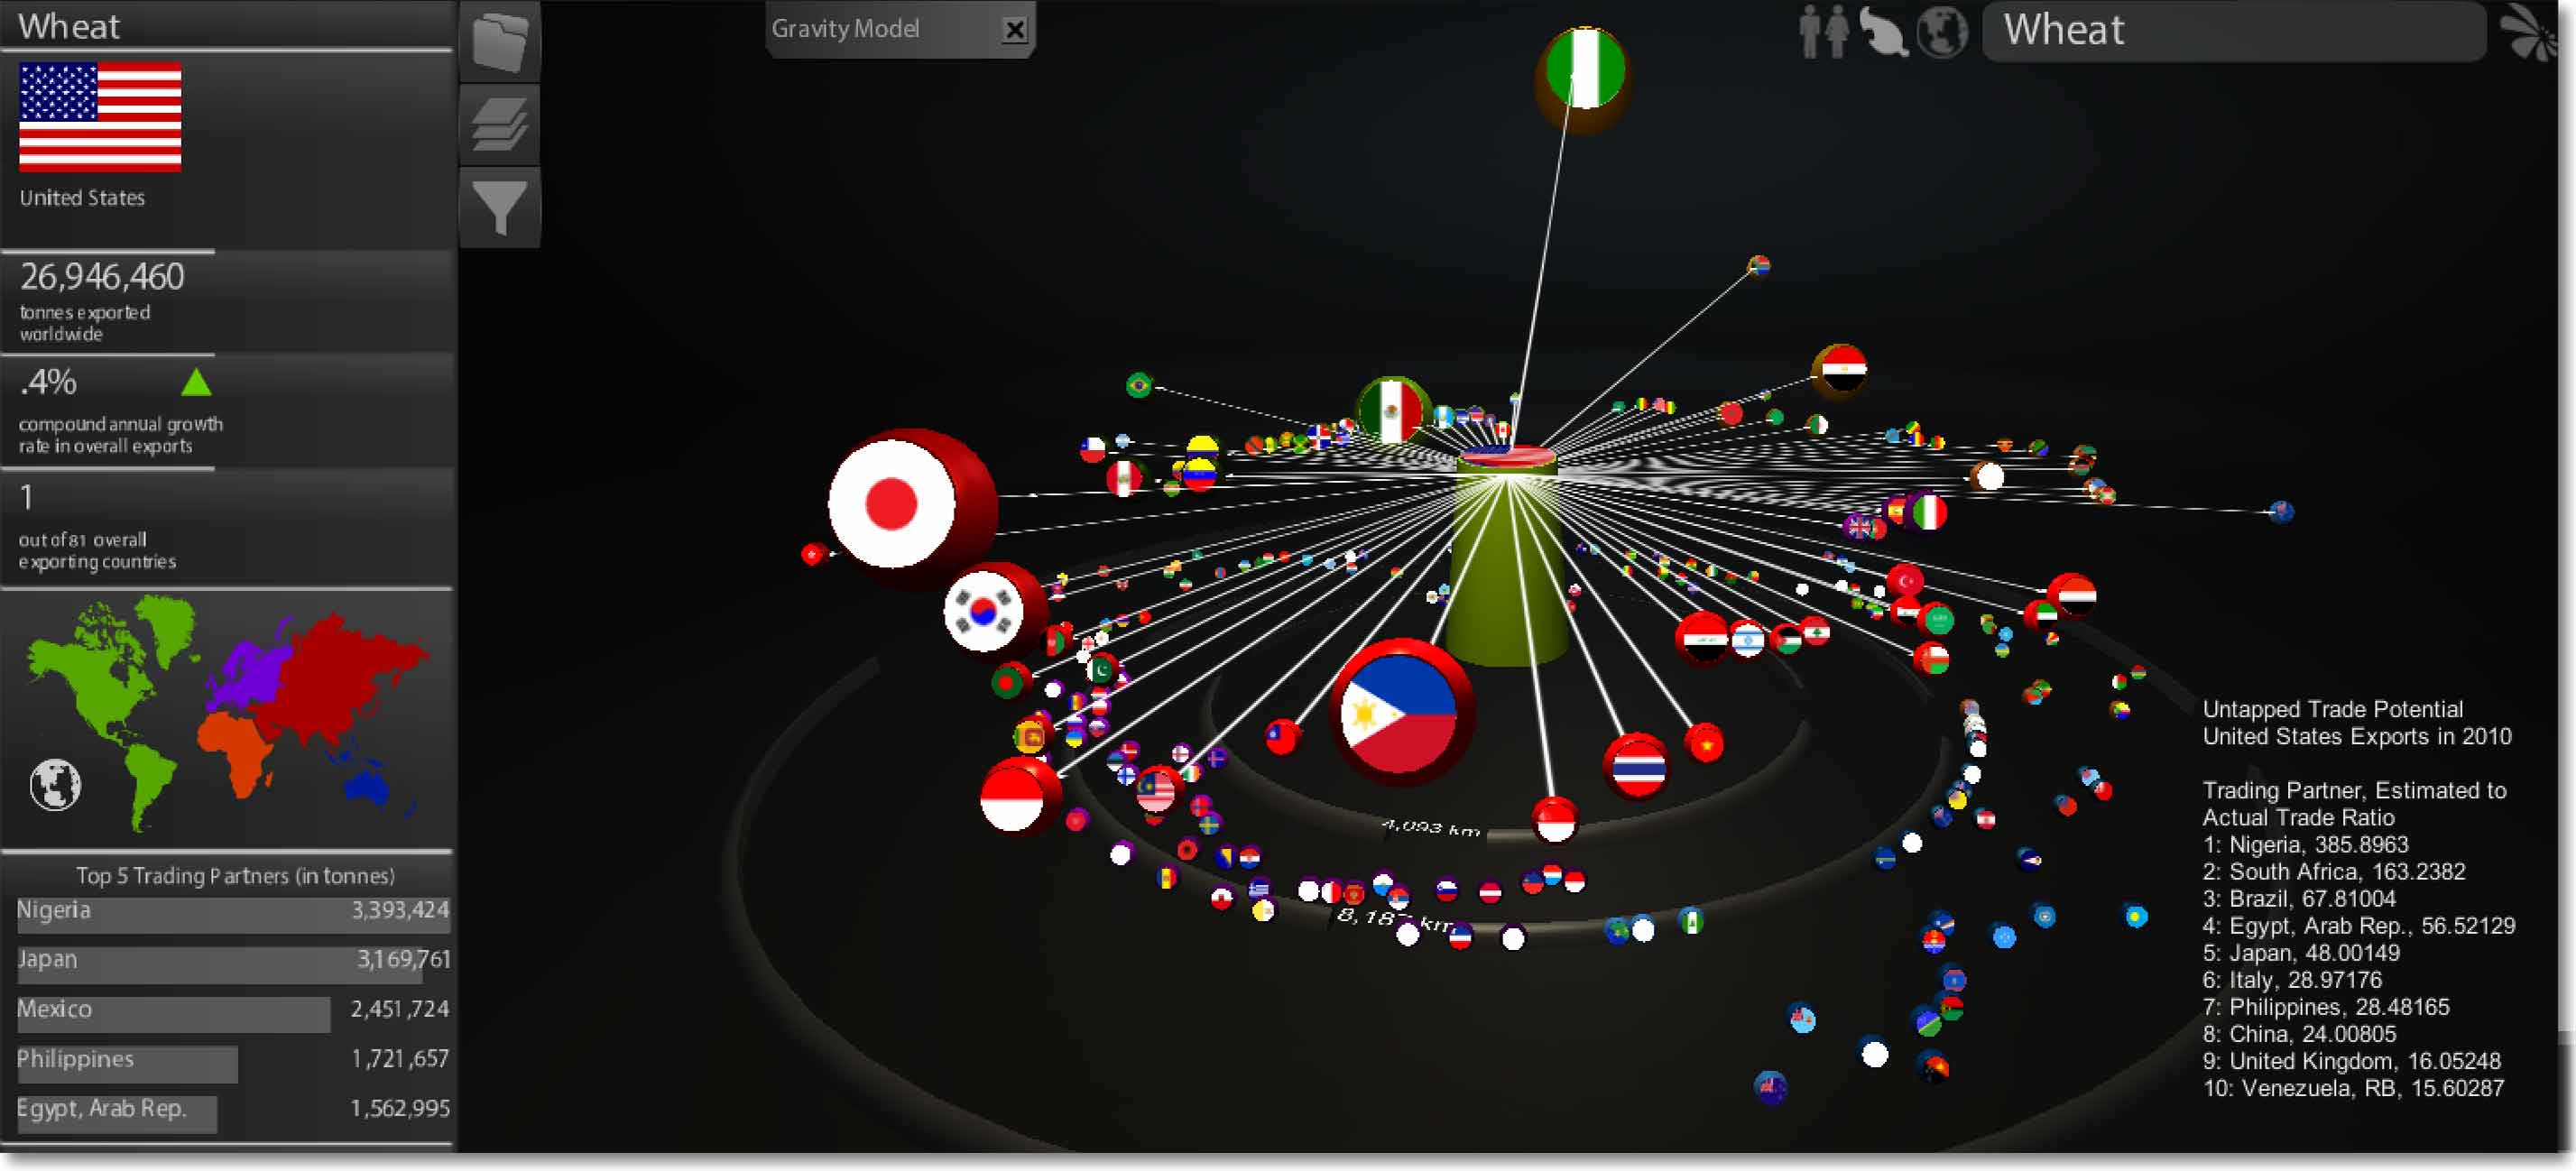 Wheat
United States
26,946,460
tonnes exported
worldwide
.4%
compound annual growth
rate in overall exports
1
out of 81 overall
exporting countries
Top 5 Trading Partners (in tonnes)
Nigeria 3,393,424
Japan 3,169,761
Mexico 2,451,724
Philippines 1,721,657
Egypt, Arab Rep. 1,562,995
Gravity Model
Wheat
4,093 km
km
Untapped Trade Potential
United States Exports in 2010
Trading Partner, Estimated to
Actual Trade Ratio
1: Nigeria, 385.8963
2: South Africa, 163.2382
3: Brazil, 67.81004
4: Egypt, Arab Rep., 56.52129
5: Japan, 48.00149
6: Italy, 28.97176
7: Philippines, 28.48165
8: China, 24.00805
9: United Kingdom, 16.05248
10: Venezuela, RB, 15.60287